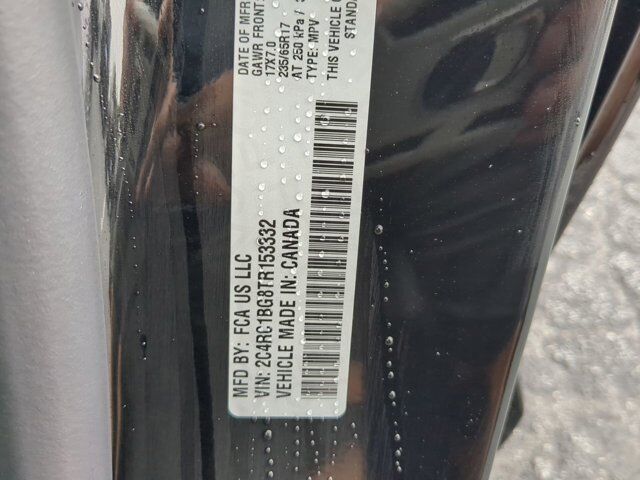 MFD BY: FCA US LLC
DATE OF MFR
GAWR FRONT:
17X7.0
235/65R17
AT 250 kPa /
VIN: 2C4RC1BG8TR153332
TYPE: MPV
VEHICLE MADE IN: CANADA
THIS VEHICLE
STANDA